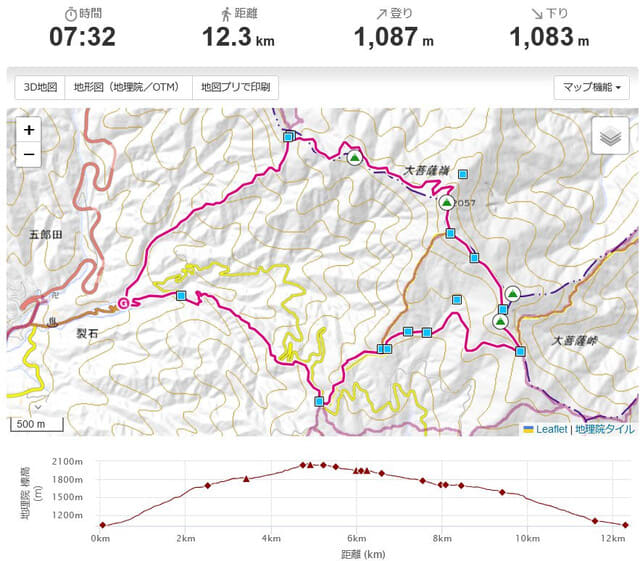 時間
距離
登り
下り
07:32
12.3 km
1,087 m
1,083 m
3D地図
地形図（地理院／OTM）
地図プリで印刷
マップ機能
+
−
大菩薩嶺
2057
五郎田
裂石
大菩薩峠
G
500 m
Leaflet | 地理院タイル
地理院 標高
(m)
2100m
1800m
1500m
1200m
0km
2km
4km
6km
8km
10km
12km
距離 (km)